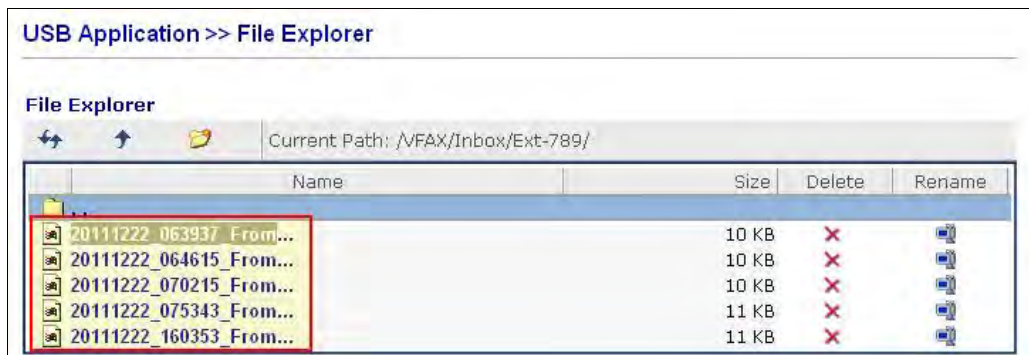 USB Application >> File Explorer
File Explorer
Current Path: /VFAX/Inbox/Ext-789/
Name Size Delete Rename
..
20111222_063937_From... 10 KB
20111222_064615_From... 10 KB
20111222_070215_From... 10 KB
20111222_075343_From... 11 KB
20111222_160353_From... 11 KB